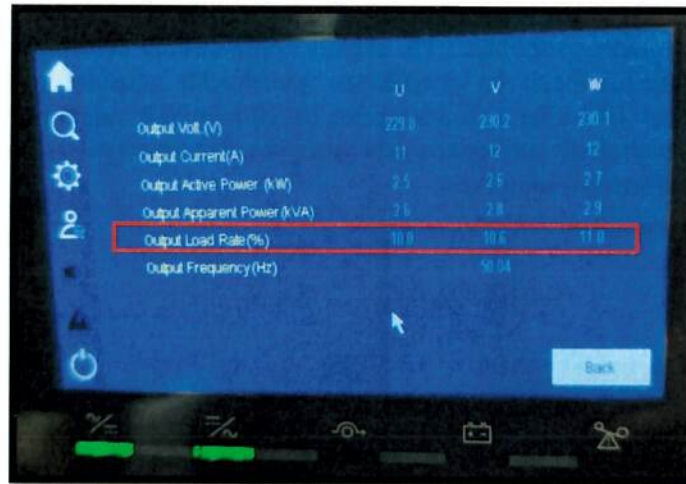 U V W
Output Volt.(V) 229.8 230.2 230.1
Output Current(A) 11 12 12
Output Active Power (kW) 2.5 2.6 2.7
Output Apparent Power(kVA) 2.6 2.8 2.9
Output Load Rate(%) 10.0 10.6 11.0
Output Frequency(Hz) 50.04
Back